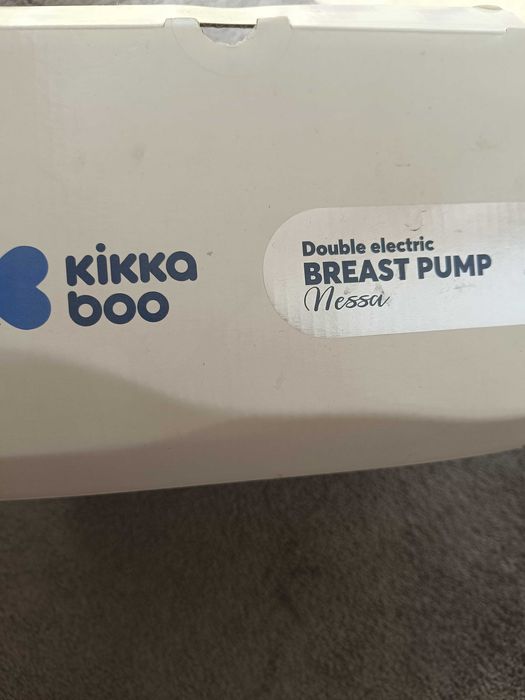 kikka
boo
Double electric
BREAST PUMP
Nessa